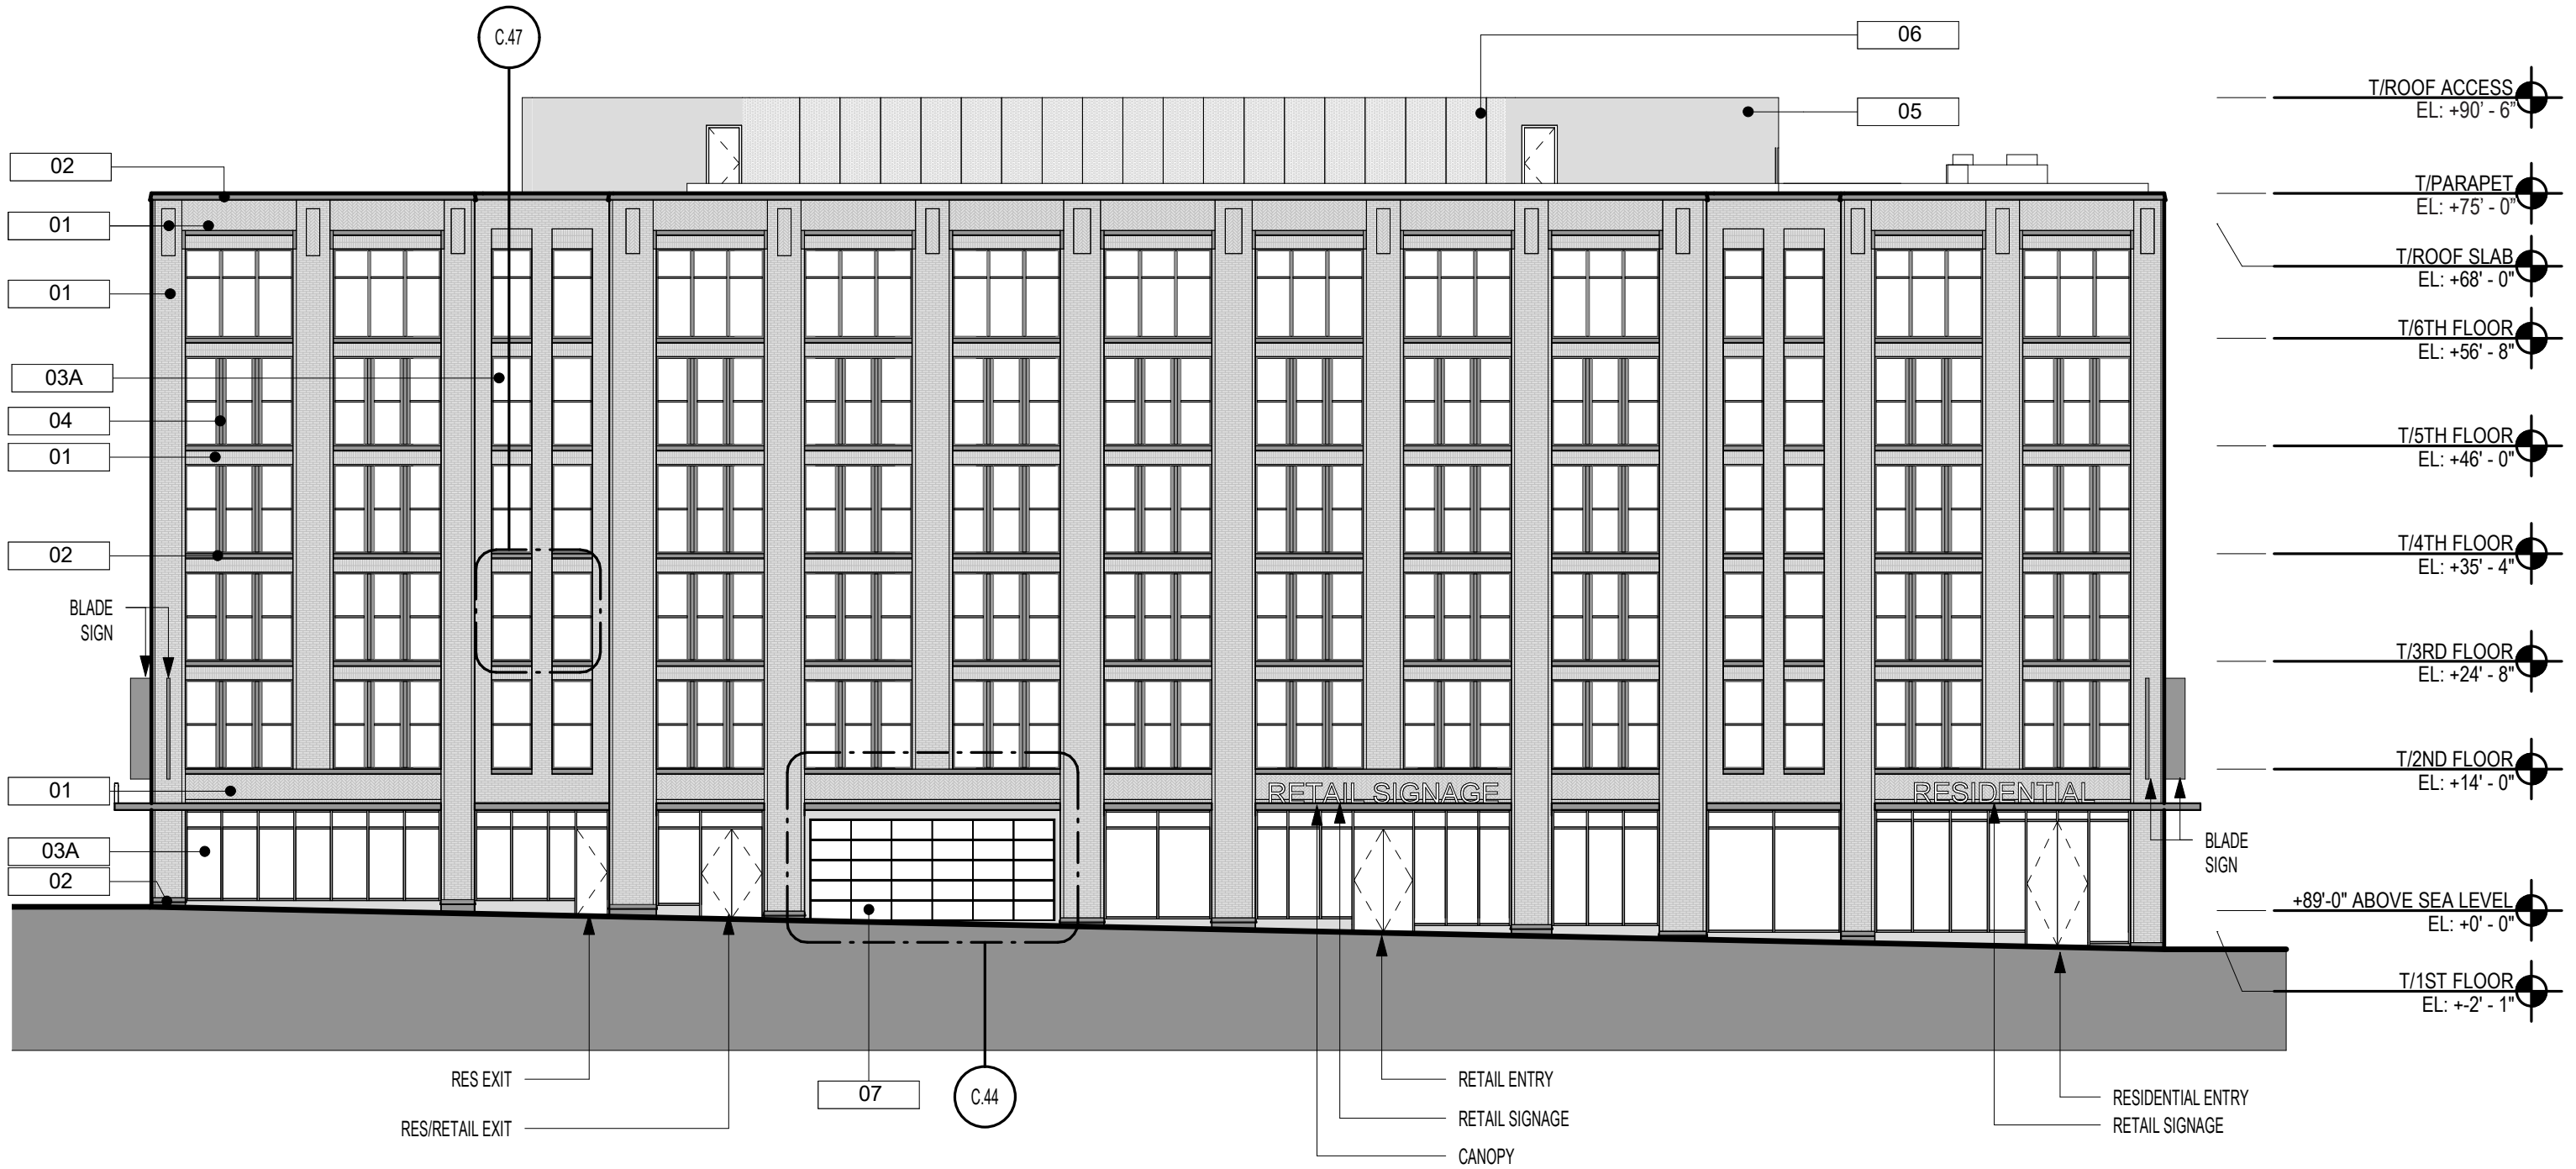 C.47
06
05
02
01
01
03A
04
01
02
BLADE
SIGN
01
03A
02
T/ROOF ACCESS
EL: +90' - 6"
T/PARAPET
EL: +75' - 0"
T/ROOF SLAB
EL: +68' - 0"
T/6TH FLOOR
EL: +56' - 8"
T/5TH FLOOR
EL: +46' - 0"
T/4TH FLOOR
EL: +35' - 4"
T/3RD FLOOR
EL: +24' - 8"
T/2ND FLOOR
EL: +14' - 0"
+89'-0" ABOVE SEA LEVEL
EL: +0' - 0"
T/1ST FLOOR
EL: +-2' - 1"
RETAIL SIGNAGE
RESIDENTIAL
BLADE
SIGN
RES EXIT
RES/RETAIL EXIT
07
C.44
RETAIL ENTRY
RETAIL SIGNAGE
CANOPY
RESIDENTIAL ENTRY
RETAIL SIGNAGE